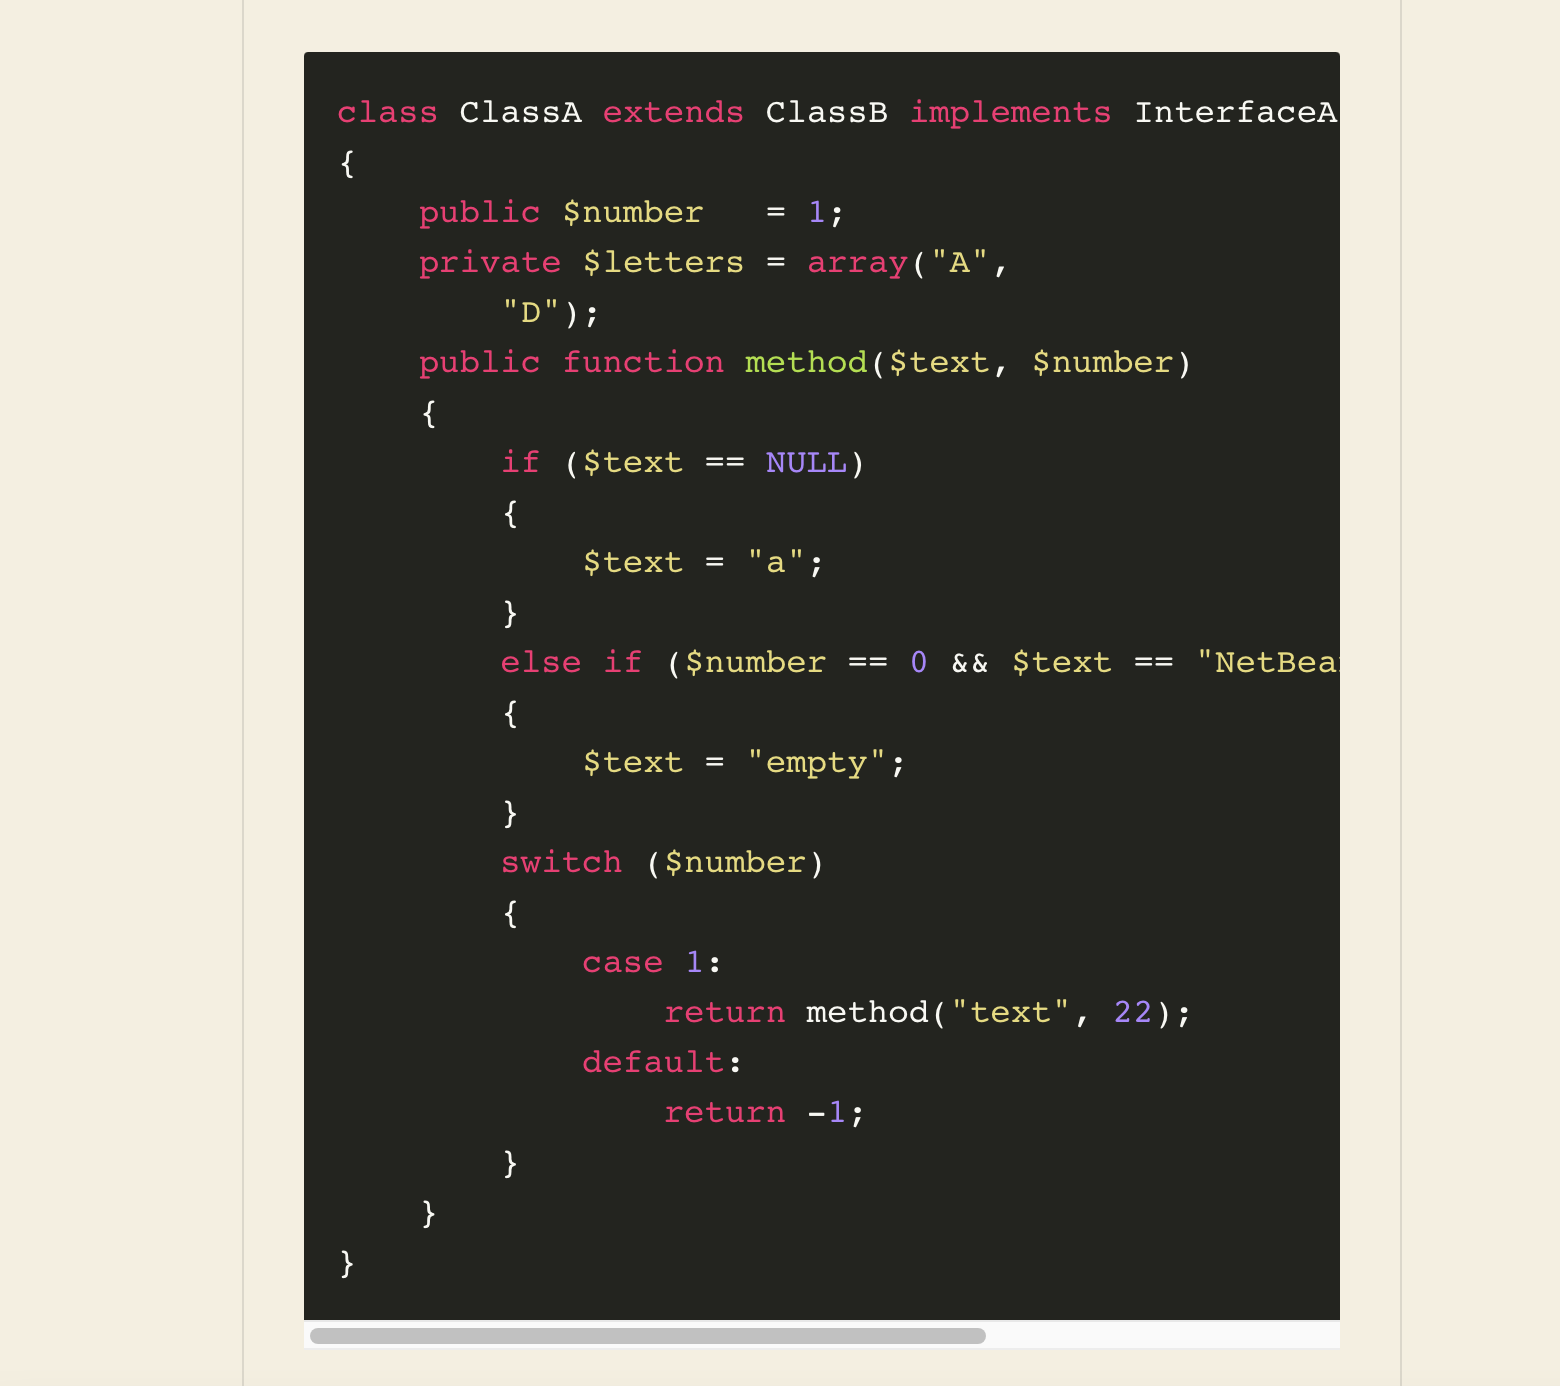 class ClassA extends ClassB implements InterfaceA
{
    public $number   = 1;
    private $letters = array("A",
        "D");
    public function method($text, $number)
    {
        if ($text == NULL)
        {
            $text = "a";
        }
        else if ($number == 0 && $text == "NetBea
        {
            $text = "empty";
        }
        switch ($number)
        {
            case 1:
                return method("text", 22);
            default:
                return -1;
        }
    }
}